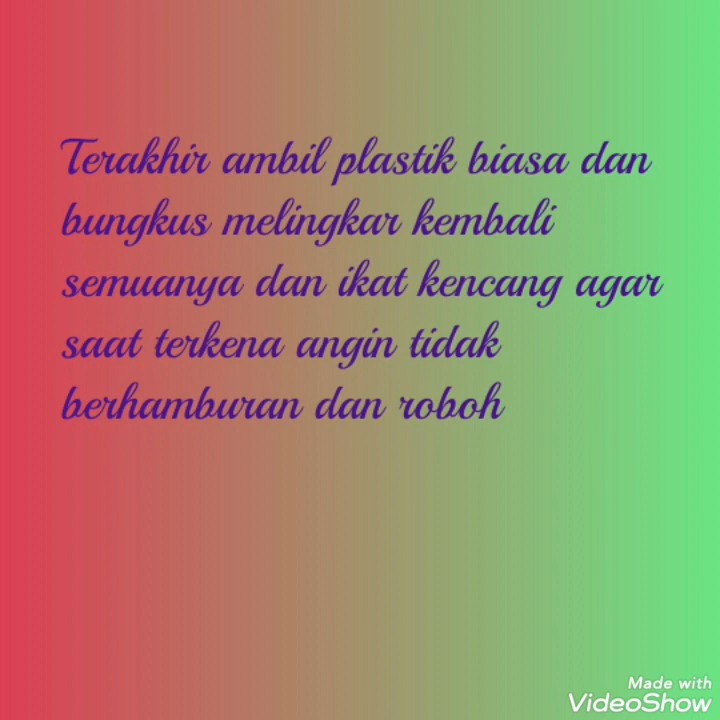 Terakhir ambil plastik biasa dan
bungkus melingkar kembali
semuanya dan ikat kencang agar
saat terkena angin tidak
berhamburan dan roboh
Made with
VideoShow